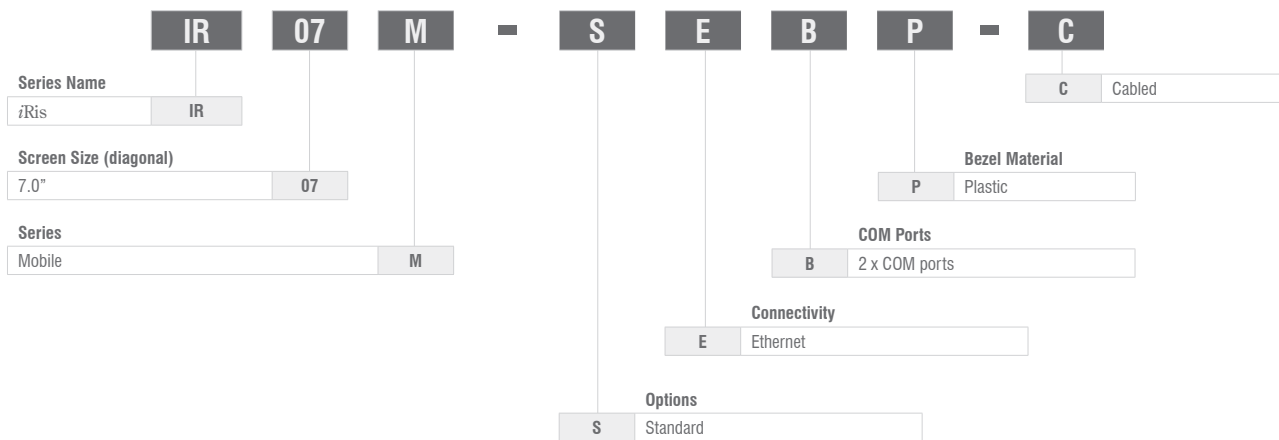 IR 07 M - S E B P - C
Series Name
iRis IR
Screen Size (diagonal)
7.0” 07
Series
Mobile M
C Cabled
Bezel Material
P Plastic
COM Ports
B 2 x COM ports
Connectivity
E Ethernet
Options
S Standard